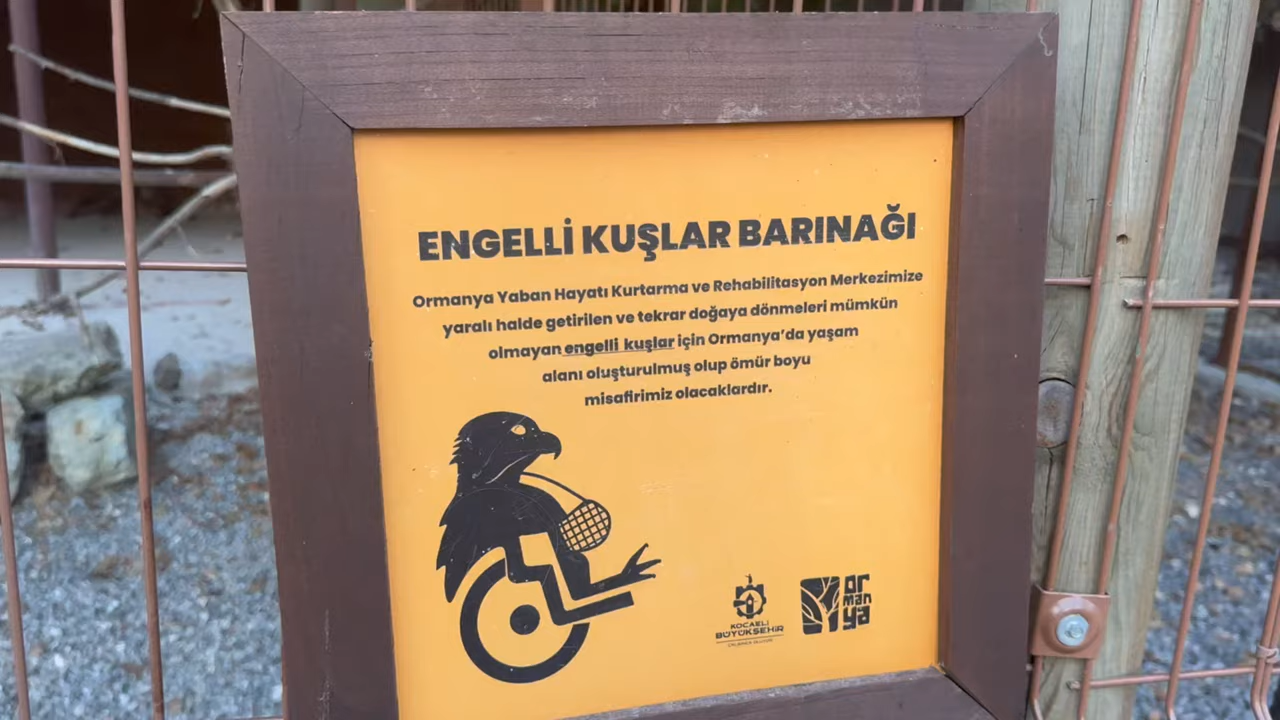 ENGELLİ KUŞLAR BARINAĞI
Ormanya Yaban Hayatı Kurtarma ve Rehabilitasyon Merkezimize
yaralı halde getirilen ve tekrar doğaya dönmeleri mümkün
olmayan engelli kuşlar için Ormanya'da yaşam
alanı oluşturulmuş olup ömür boyu
misafirimiz olacaklardır.
KOCAELİ
BÜYÜKŞEHİR
or
man
ya